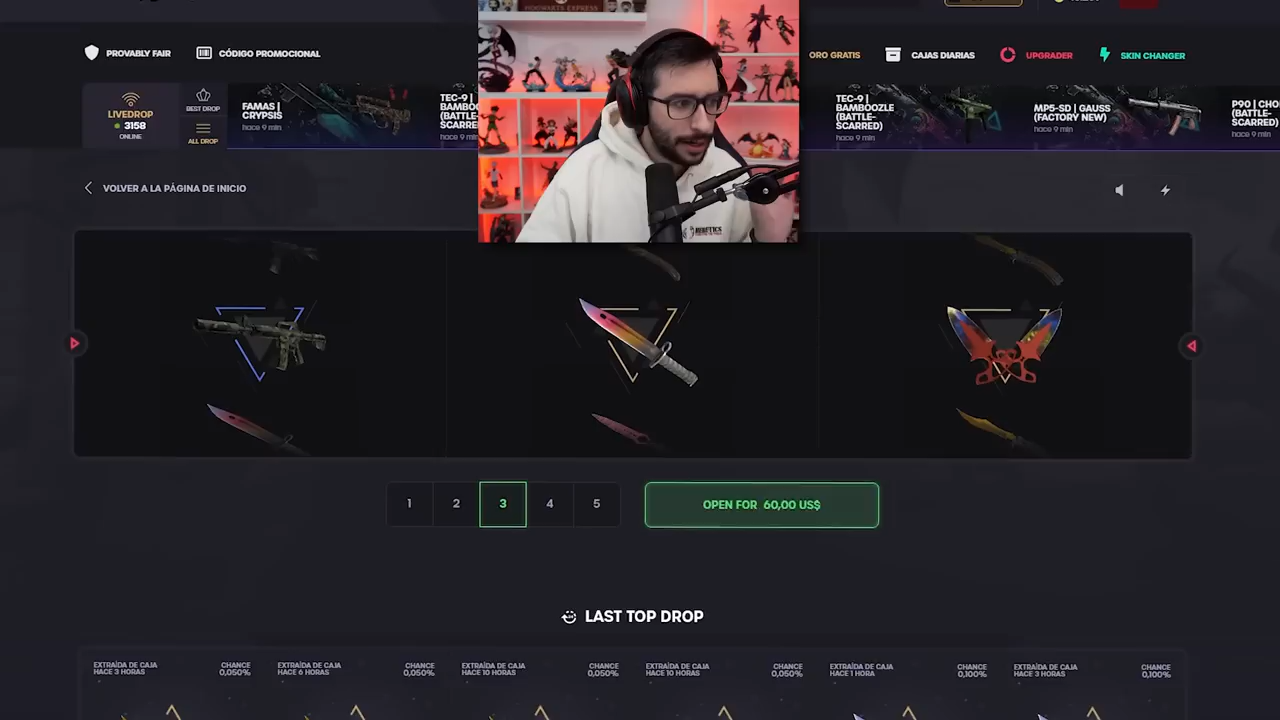 HOGWARTS EXPRESS
PROVABLY FAIR
CÓDIGO PROMOCIONAL
ORO GRATIS
CAJAS DIARIAS
UPGRADER
SKIN CHANGER
LIVEDROP
3158
ONLINE
BEST DROP
ALL DROP
FAMAS |
CRYPSIS
hace 9 min
TEC-9 |
BAMBOO
(BATTLE-
SCARRE
hace 9 min
TEC-9 |
BAMBOOZLE
(BATTLE-
SCARRED)
hace 9 min
MP5-SD | GAUSS
(FACTORY NEW)
hace 9 min
P90 | CHO
(BATTLE-
SCARRED)
hace 9 min
VOLVER A LA PÁGINA DE INICIO
HERETICS
1
2
3
4
5
OPEN FOR 60,00 US$
LAST TOP DROP
EXTRAÍDA DE CAJA
HACE 3 HORAS
CHANCE
0,050%
EXTRAÍDA DE CAJA
HACE 6 HORAS
CHANCE
0,050%
EXTRAÍDA DE CAJA
HACE 10 HORAS
CHANCE
0,050%
EXTRAÍDA DE CAJA
HACE 10 HORAS
CHANCE
0,050%
EXTRAÍDA DE CAJA
HACE 1 HORA
CHANCE
0,100%
EXTRAÍDA DE CAJA
HACE 3 HORAS
CHANCE
0,100%